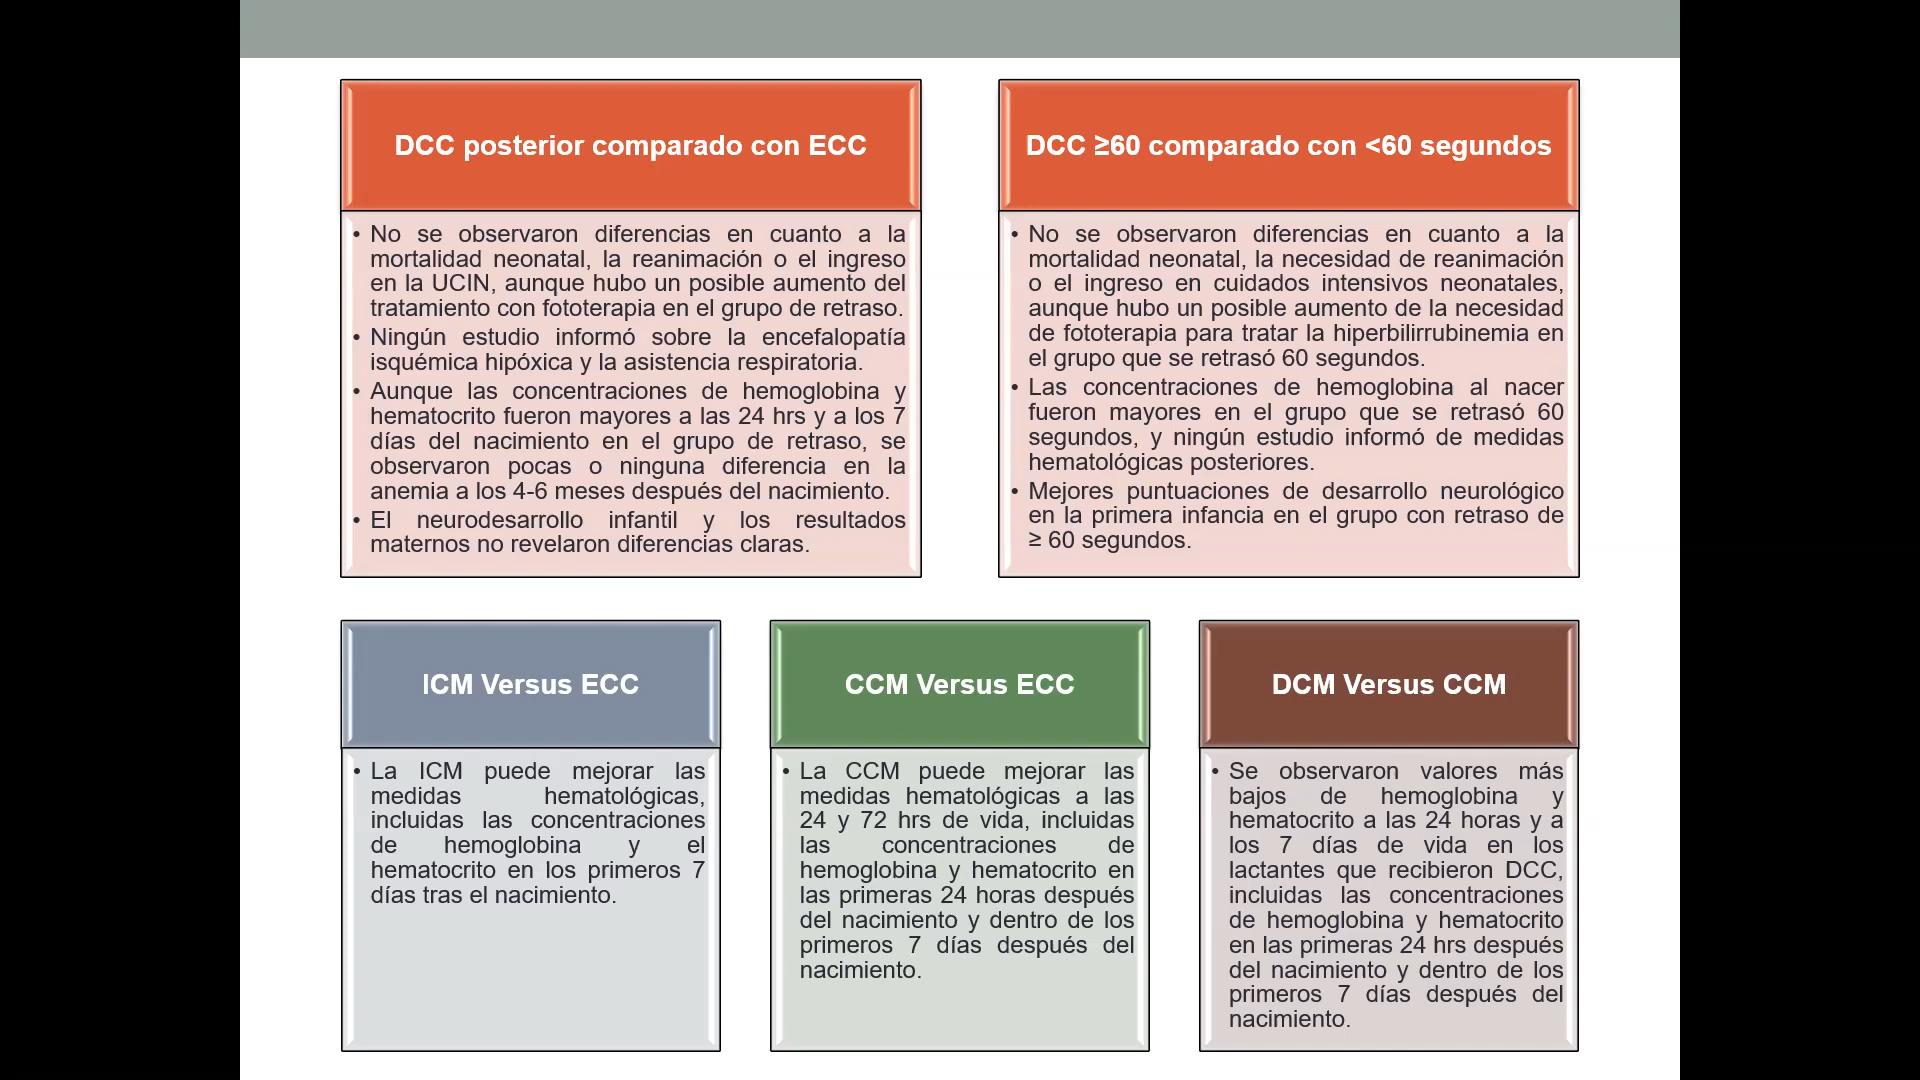 DCC posterior comparado con ECC
• No se observaron diferencias en cuanto a la
mortalidad neonatal, la reanimación o el ingreso
en la UCIN, aunque hubo un posible aumento del
tratamiento con fototerapia en el grupo de retraso.
• Ningún estudio informó sobre la encefalopatía
isquémica hipóxica y la asistencia respiratoria.
• Aunque las concentraciones de hemoglobina y
hematocrito fueron mayores a las 24 hrs y a los 7
días del nacimiento en el grupo de retraso, se
observaron pocas o ninguna diferencia en la
anemia a los 4-6 meses después del nacimiento.
• El neurodesarrollo infantil y los resultados
maternos no revelaron diferencias claras.
DCC ≥60 comparado con <60 segundos
• No se observaron diferencias en cuanto a la
mortalidad neonatal, la necesidad de reanimación
o el ingreso en cuidados intensivos neonatales,
aunque hubo un posible aumento de la necesidad
de fototerapia para tratar la hiperbilirrubinemia en
el grupo que se retrasó 60 segundos.
• Las concentraciones de hemoglobina al nacer
fueron mayores en el grupo que se retrasó 60
segundos, y ningún estudio informó de medidas
hematológicas posteriores.
• Mejores puntuaciones de desarrollo neurológico
en la primera infancia en el grupo con retraso de
≥ 60 segundos.
ICM Versus ECC
• La ICM puede mejorar las
medidas hematológicas,
incluidas las concentraciones
de hemoglobina y el
hematocrito en los primeros 7
días tras el nacimiento.
CCM Versus ECC
• La CCM puede mejorar las
medidas hematológicas a las
24 y 72 hrs de vida, incluidas
las concentraciones de
hemoglobina y hematocrito en
las primeras 24 horas después
del nacimiento y dentro de los
primeros 7 días después del
nacimiento.
DCM Versus CCM
• Se observaron valores más
bajos de hemoglobina y
hematocrito a las 24 horas y a
los 7 días de vida en los
lactantes que recibieron DCC,
incluidas las concentraciones
de hemoglobina y hematocrito
en las primeras 24 hrs después
del nacimiento y dentro de los
primeros 7 días después del
nacimiento.